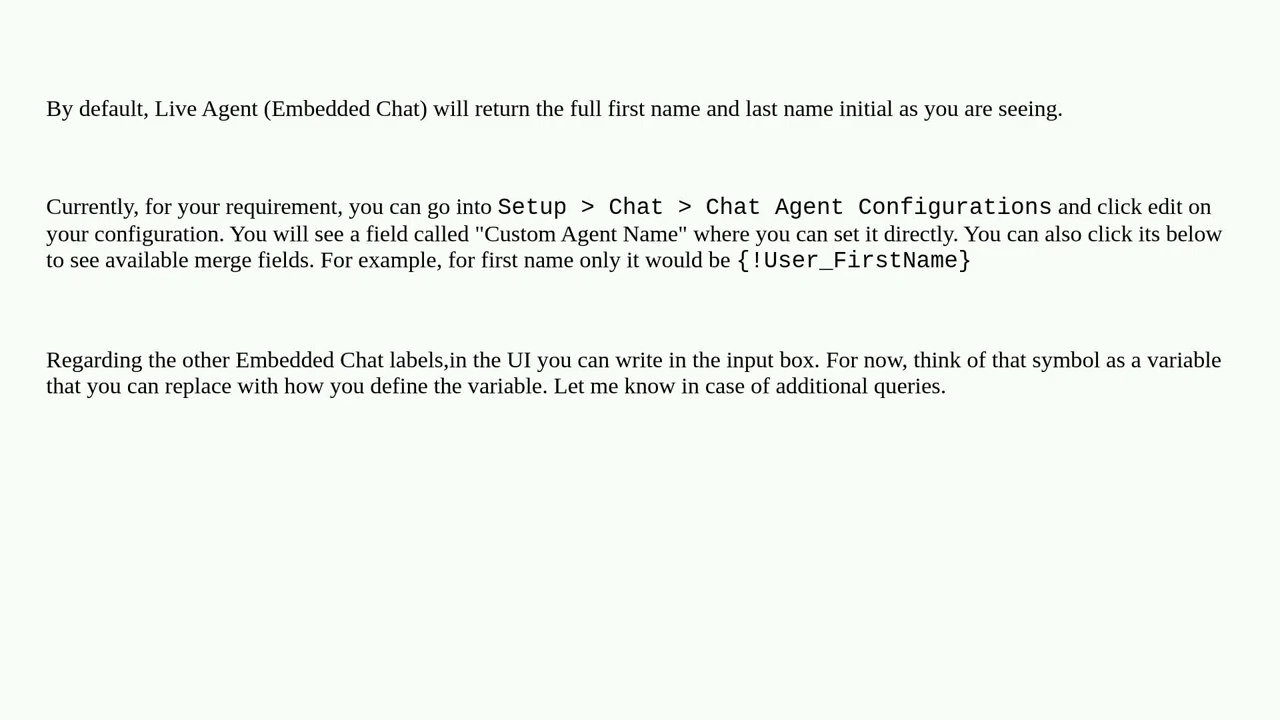 By default, Live Agent (Embedded Chat) will return the full first name and last name initial as you are seeing.
Currently, for your requirement, you can go into Setup > Chat > Chat Agent Configurations and click edit on
your configuration. You will see a field called "Custom Agent Name" where you can set it directly. You can also click its below
to see available merge fields. For example, for first name only it would be {!User_FirstName}
Regarding the other Embedded Chat labels,in the UI you can write in the input box. For now, think of that symbol as a variable
that you can replace with how you define the variable. Let me know in case of additional queries.